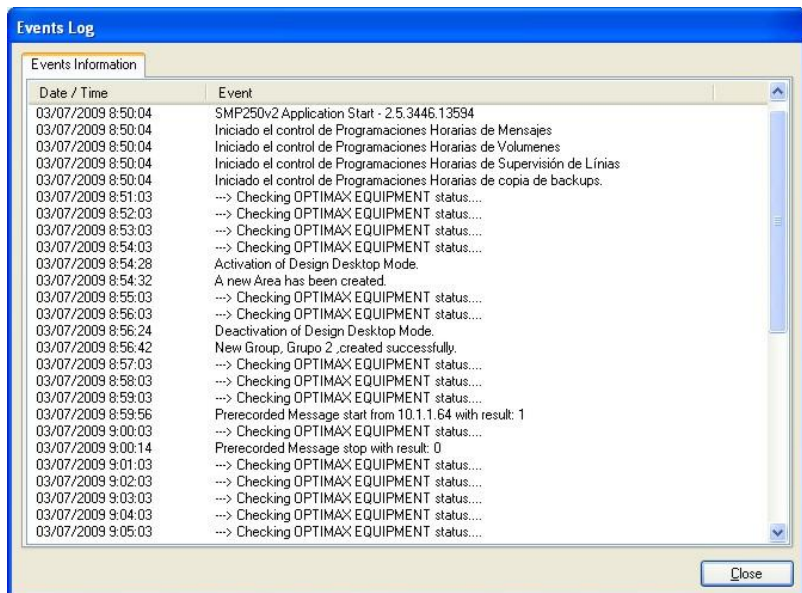 Events Log
Events Information
Date / Time Event
03/07/2009 8:50:04 SMP250v2 Application Start - 2.5.3446.13594
03/07/2009 8:50:04 Iniciado el control de Programaciones Horarias de Mensajes
03/07/2009 8:50:04 Iniciado el control de Programaciones Horarias de Volumenes
03/07/2009 8:50:04 Iniciado el control de Programaciones Horarias de Supervisión de Línias
03/07/2009 8:50:04 Iniciado el control de Programaciones Horarias de copia de backups.
03/07/2009 8:51:03 ---> Checking OPTIMAX EQUIPMENT status....
03/07/2009 8:52:03 ---> Checking OPTIMAX EQUIPMENT status....
03/07/2009 8:53:03 ---> Checking OPTIMAX EQUIPMENT status....
03/07/2009 8:54:03 ---> Checking OPTIMAX EQUIPMENT status....
03/07/2009 8:54:28 Activation of Design Desktop Mode.
03/07/2009 8:54:32 A new Area has been created.
03/07/2009 8:55:03 ---> Checking OPTIMAX EQUIPMENT status....
03/07/2009 8:56:03 ---> Checking OPTIMAX EQUIPMENT status....
03/07/2009 8:56:24 Deactivation of Design Desktop Mode.
03/07/2009 8:56:42 New Group, Grupo 2 ,created successfully.
03/07/2009 8:57:03 ---> Checking OPTIMAX EQUIPMENT status....
03/07/2009 8:58:03 ---> Checking OPTIMAX EQUIPMENT status....
03/07/2009 8:59:03 ---> Checking OPTIMAX EQUIPMENT status....
03/07/2009 8:59:56 Prerecorded Message start from 10.1.1.64 with result: 1
03/07/2009 9:00:03 ---> Checking OPTIMAX EQUIPMENT status....
03/07/2009 9:00:14 Prerecorded Message stop with result: 0
03/07/2009 9:01:03 ---> Checking OPTIMAX EQUIPMENT status....
03/07/2009 9:02:03 ---> Checking OPTIMAX EQUIPMENT status....
03/07/2009 9:03:03 ---> Checking OPTIMAX EQUIPMENT status....
03/07/2009 9:04:03 ---> Checking OPTIMAX EQUIPMENT status....
03/07/2009 9:05:03 ---> Checking OPTIMAX EQUIPMENT status....
Close